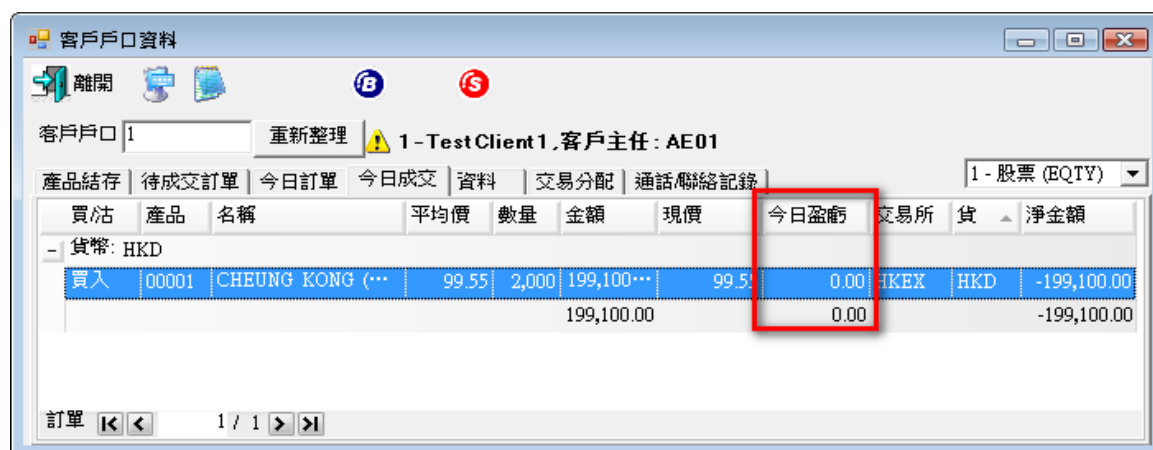 客戶戶口資料
離開 B S
客戶戶口 1 重新整理 1 - Test Client 1 ,客戶主任 : AE01
產品結存 待成交訂單 今日訂單 今日成交 資料 交易分配 通話/聯絡記錄 1 - 股票 (EQTY)
買/沽 產品 名稱 平均價 數量 金額 現價 今日盈虧 交易所 貨 淨金額
貨幣: HKD
買入 00001 CHEUNG KONG (… 99.55 2,000 199,100… 99.55 0.00 HKEX HKD -199,100.00
199,100.00 0.00 -199,100.00
訂單 1 / 1